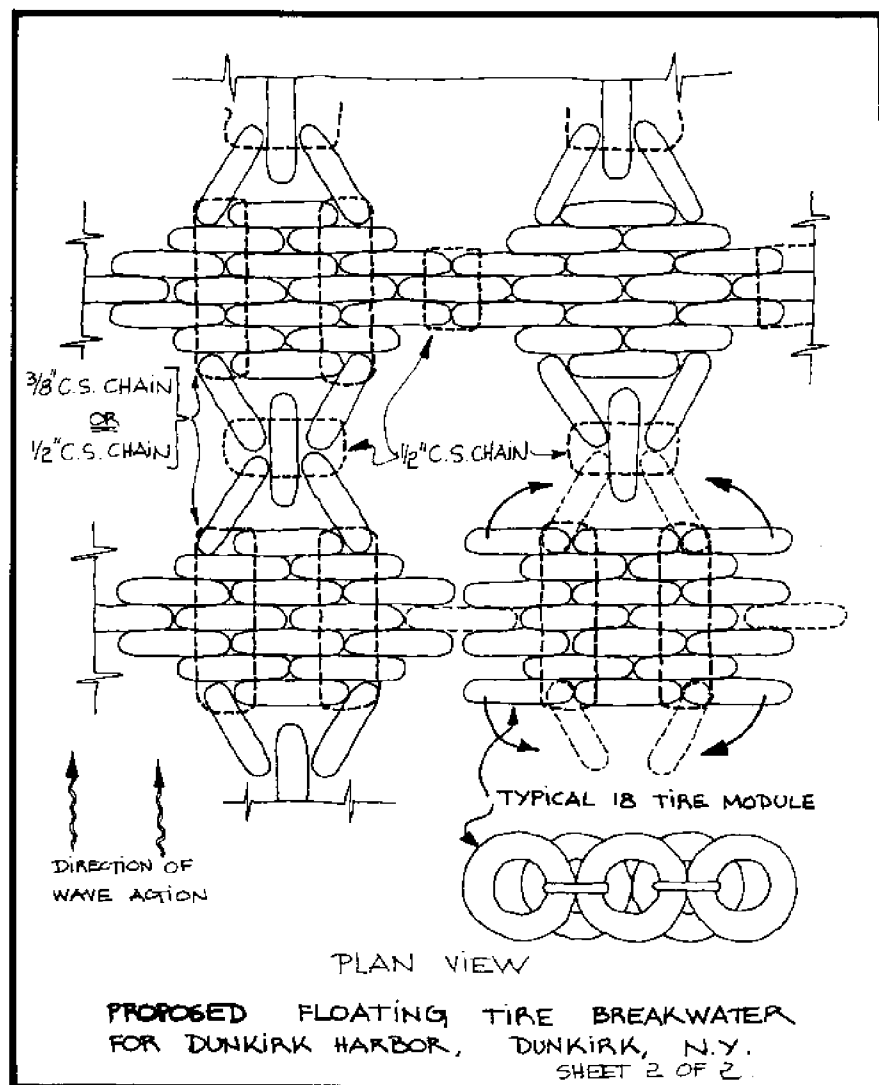 3/8" C.S. CHAIN
OR
1/2" C.S. CHAIN
1/2" C.S. CHAIN
TYPICAL 18 TIRE MODULE
DIRECTION OF
WAVE ACTION
PLAN VIEW
PROPOSED FLOATING TIRE BREAKWATER
FOR DUNKIRK HARBOR, DUNKIRK, N.Y.
SHEET 2 OF 2